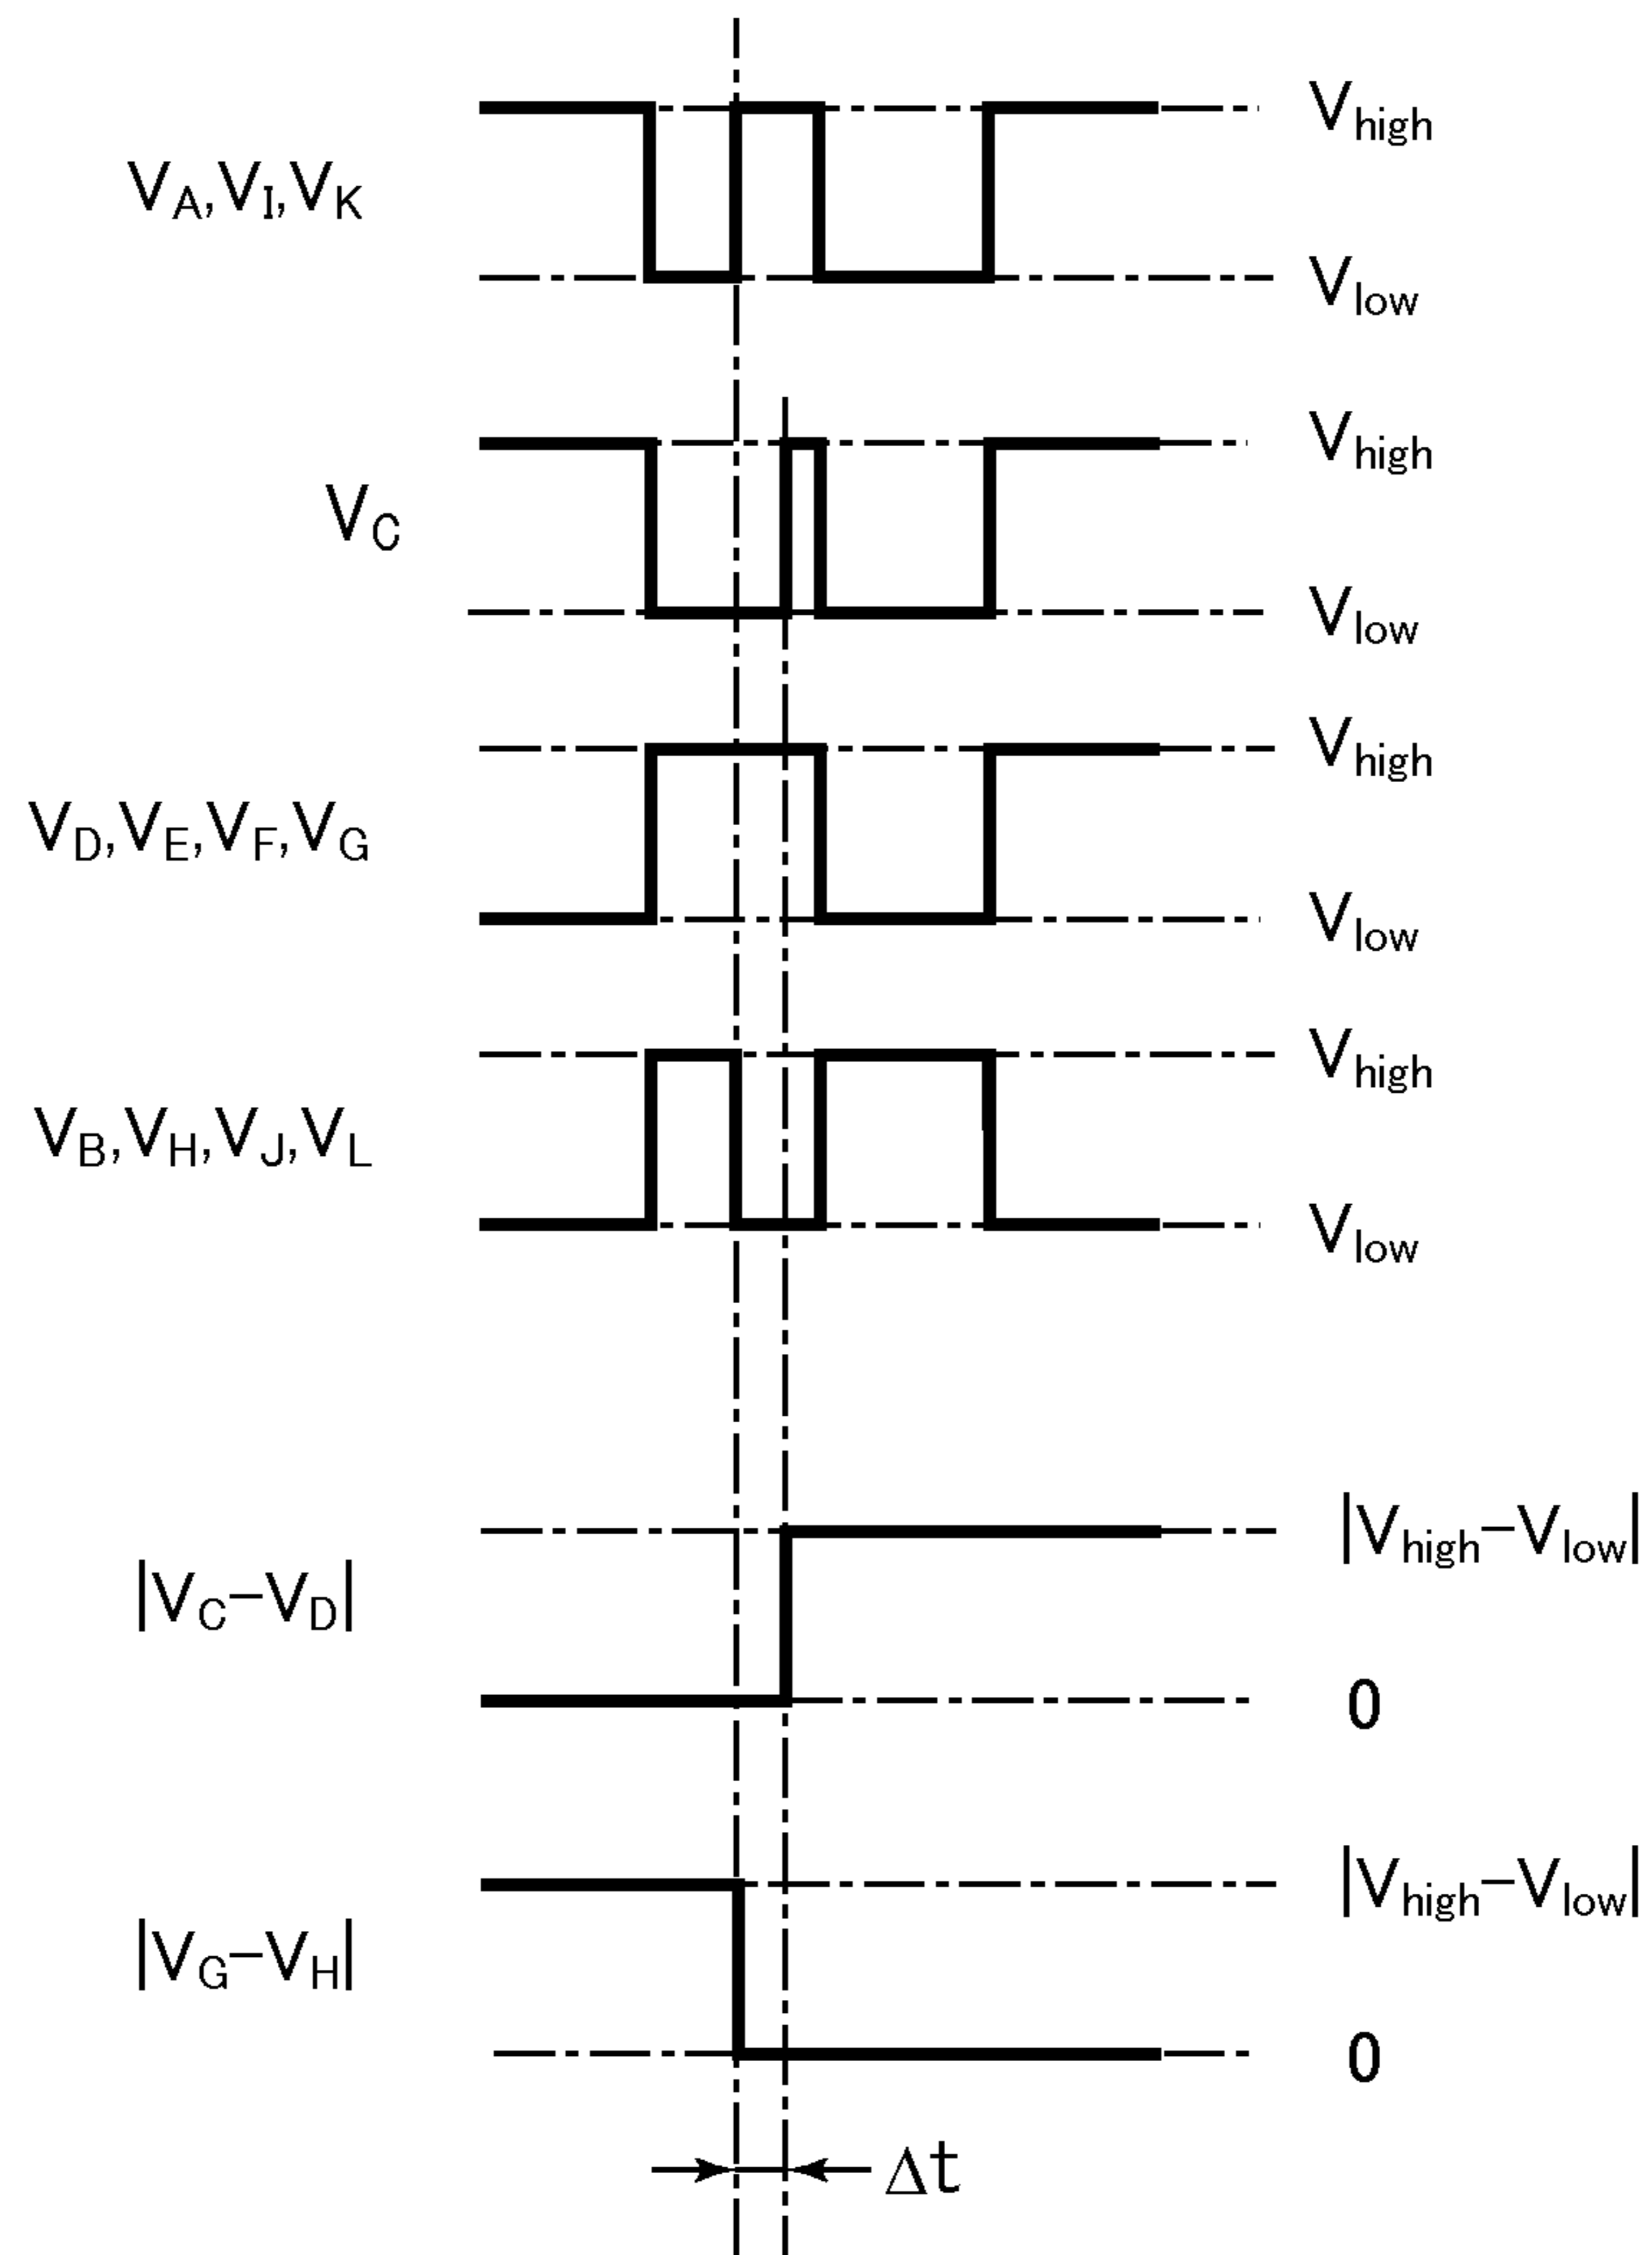 Vhigh
VA,VI,VK
Vlow
Vhigh
VC
Vlow
Vhigh
VD,VE,VF,VG
Vlow
Vhigh
VB,VH,VJ,VL
Vlow
|Vhigh−Vlow|
|VC−VD|
0
|Vhigh−Vlow|
|VG−VH|
0
Δt